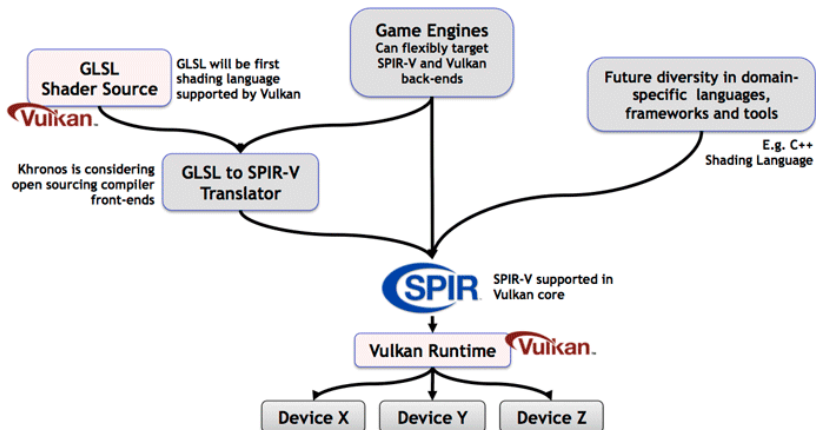 GLSL
Shader Source
GLSL will be first
shading language
supported by Vulkan
Vulkan™
Game Engines
Can flexibly target
SPIR-V and Vulkan
back-ends
Future diversity in domain-
specific languages,
frameworks and tools
E.g. C++
Shading Language
Khronos is considering
open sourcing compiler
front-ends
GLSL to SPIR-V
Translator
SPIR
SPIR-V supported in
Vulkan core
Vulkan Runtime
Vulkan™
Device X
Device Y
Device Z